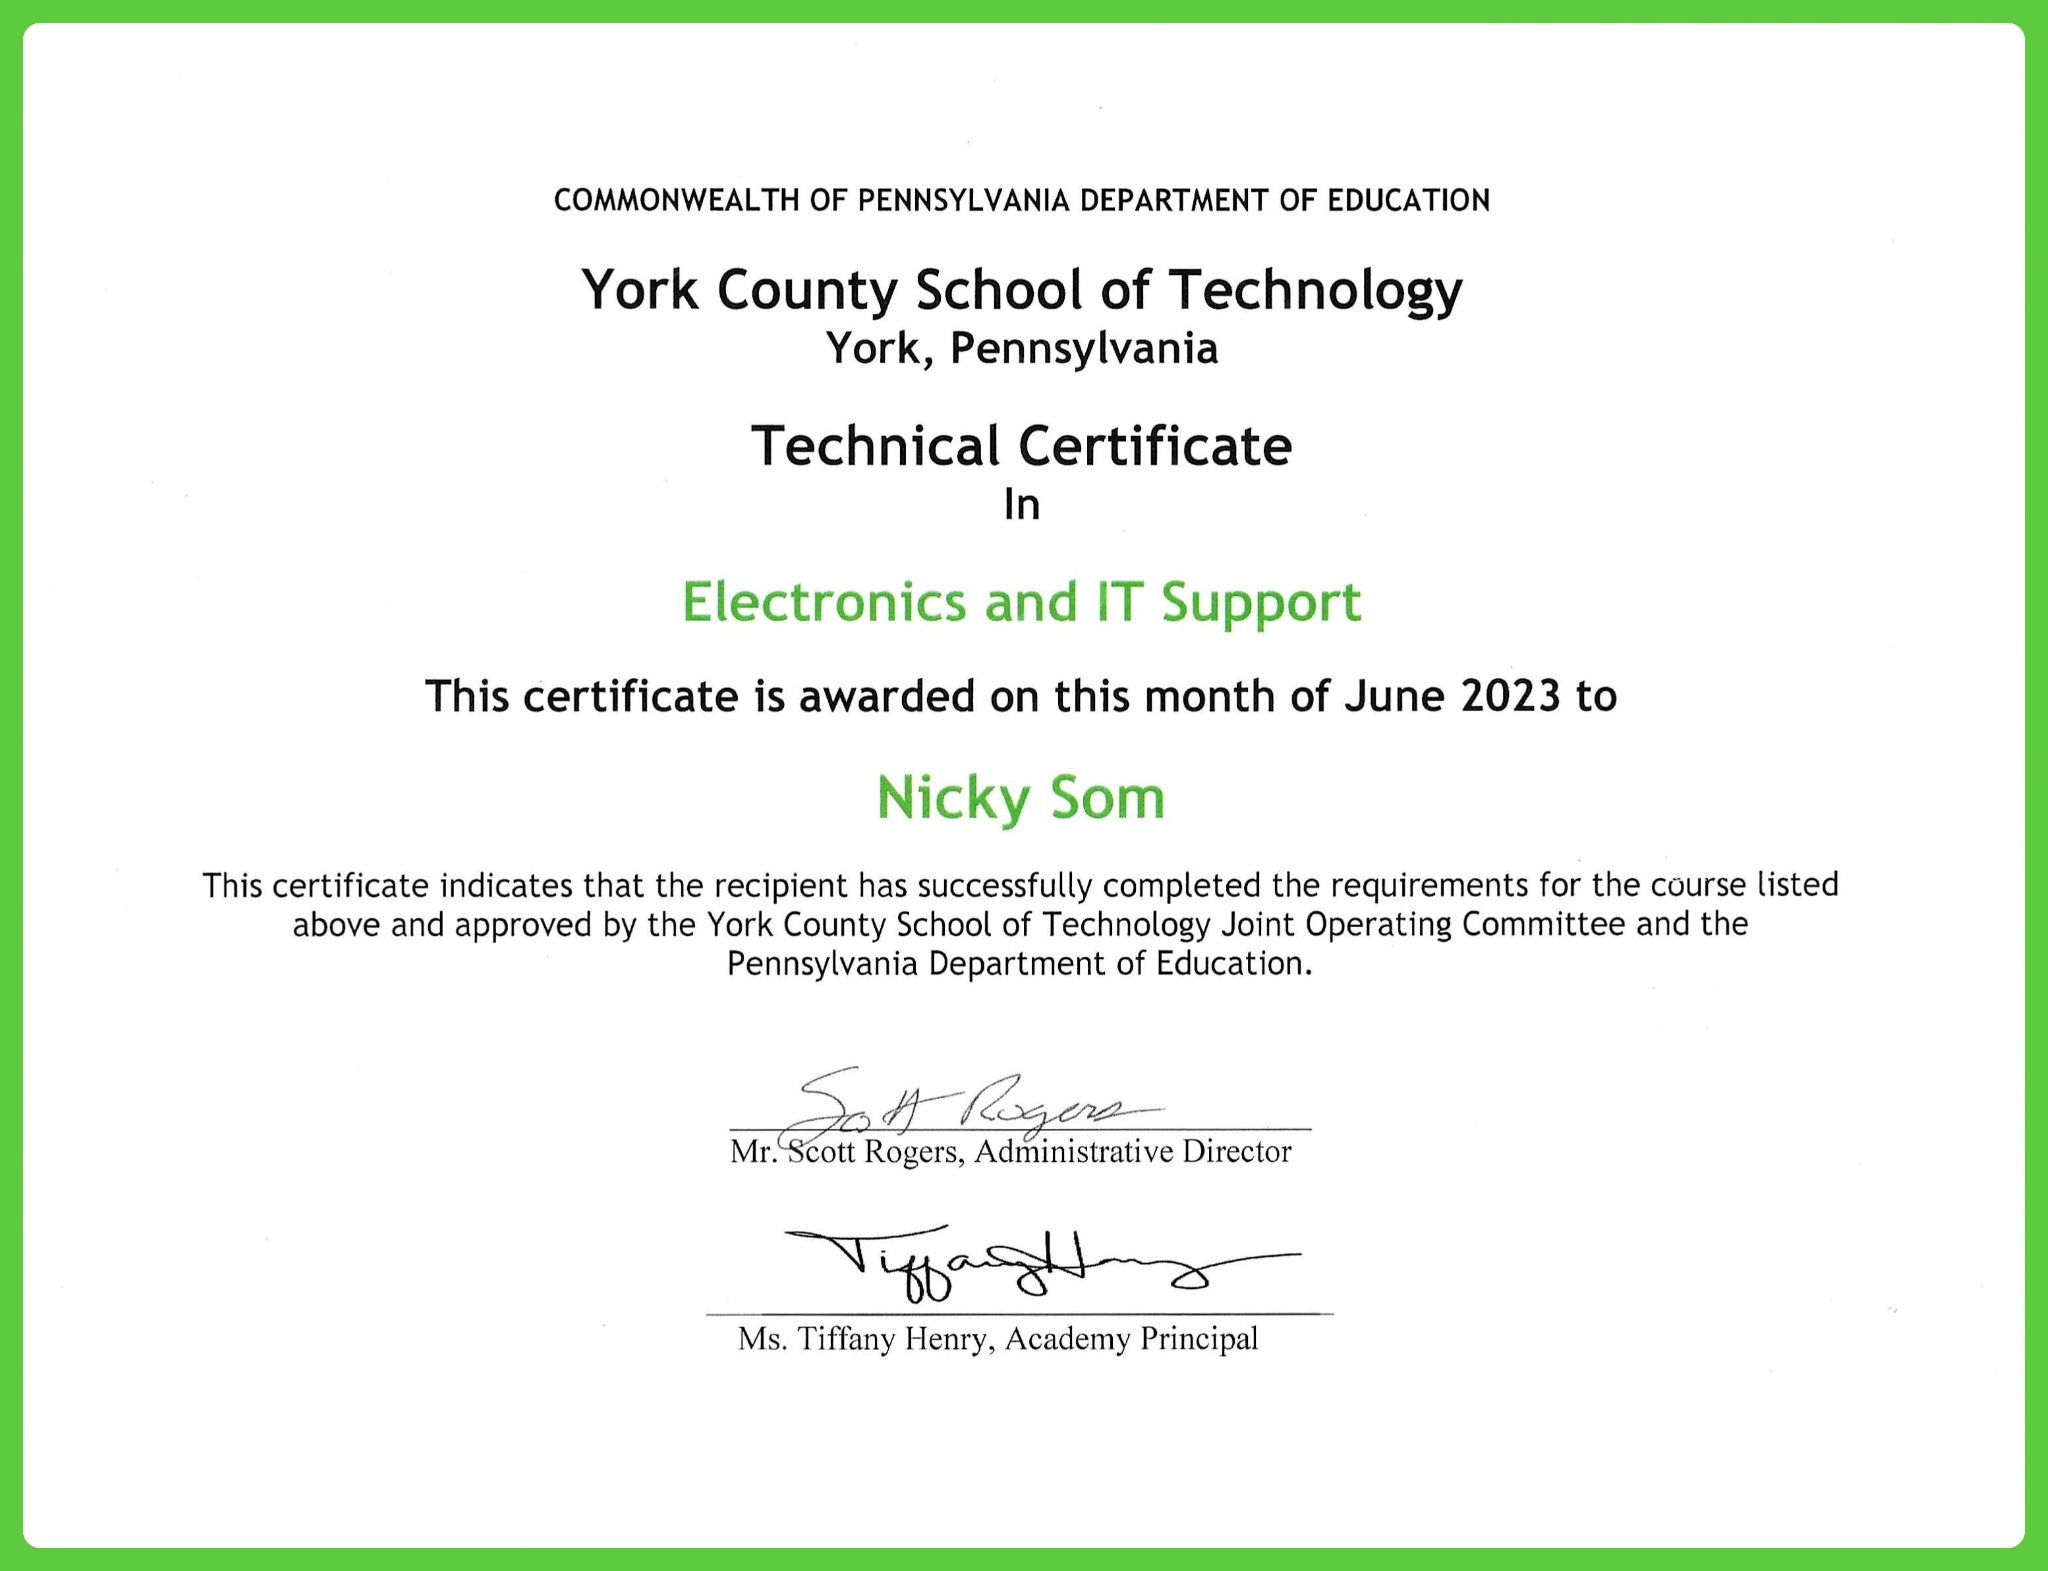 COMMONWEALTH OF PENNSYLVANIA DEPARTMENT OF EDUCATION
York County School of Technology
York, Pennsylvania
Technical Certificate
In
Electronics and IT Support
This certificate is awarded on this month of June 2023 to
Nicky Som
This certificate indicates that the recipient has successfully completed the requirements for the course listed
above and approved by the York County School of Technology Joint Operating Committee and the
Pennsylvania Department of Education.
Scott Rogers
Mr. Scott Rogers, Administrative Director
Tiffany Henry
Ms. Tiffany Henry, Academy Principal